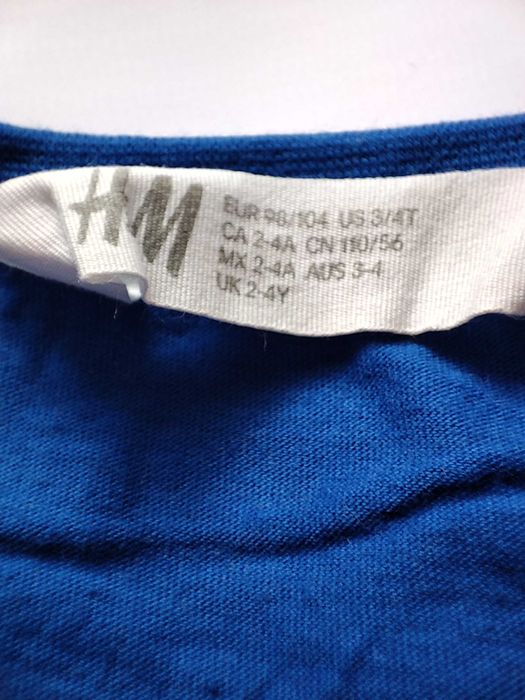 HM
EUR 98/104 US 3/4T
CA 2-4A CN 110/56
MX 2-4A AUS 3-4
UK 2-4Y